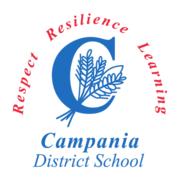 Respect Resilience Learning
C
Campania
District School